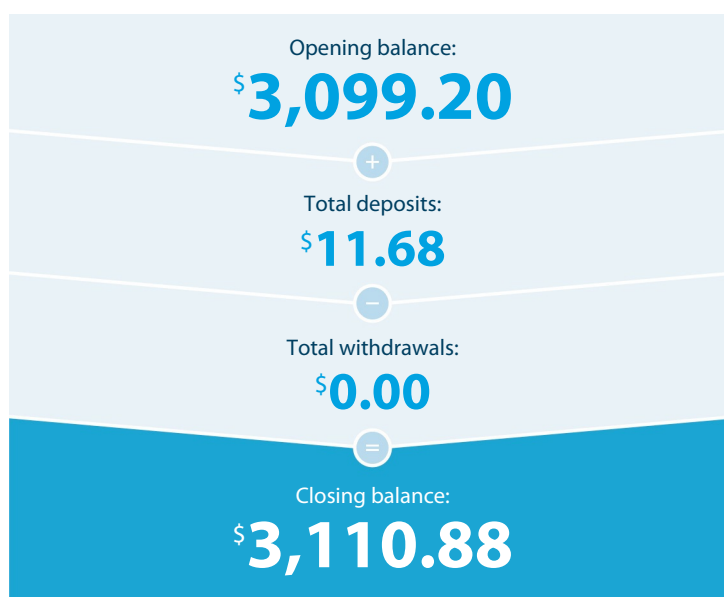 Opening balance:
$3,099.20
+
Total deposits:
$11.68
−
Total withdrawals:
$0.00
=
Closing balance:
$3,110.88